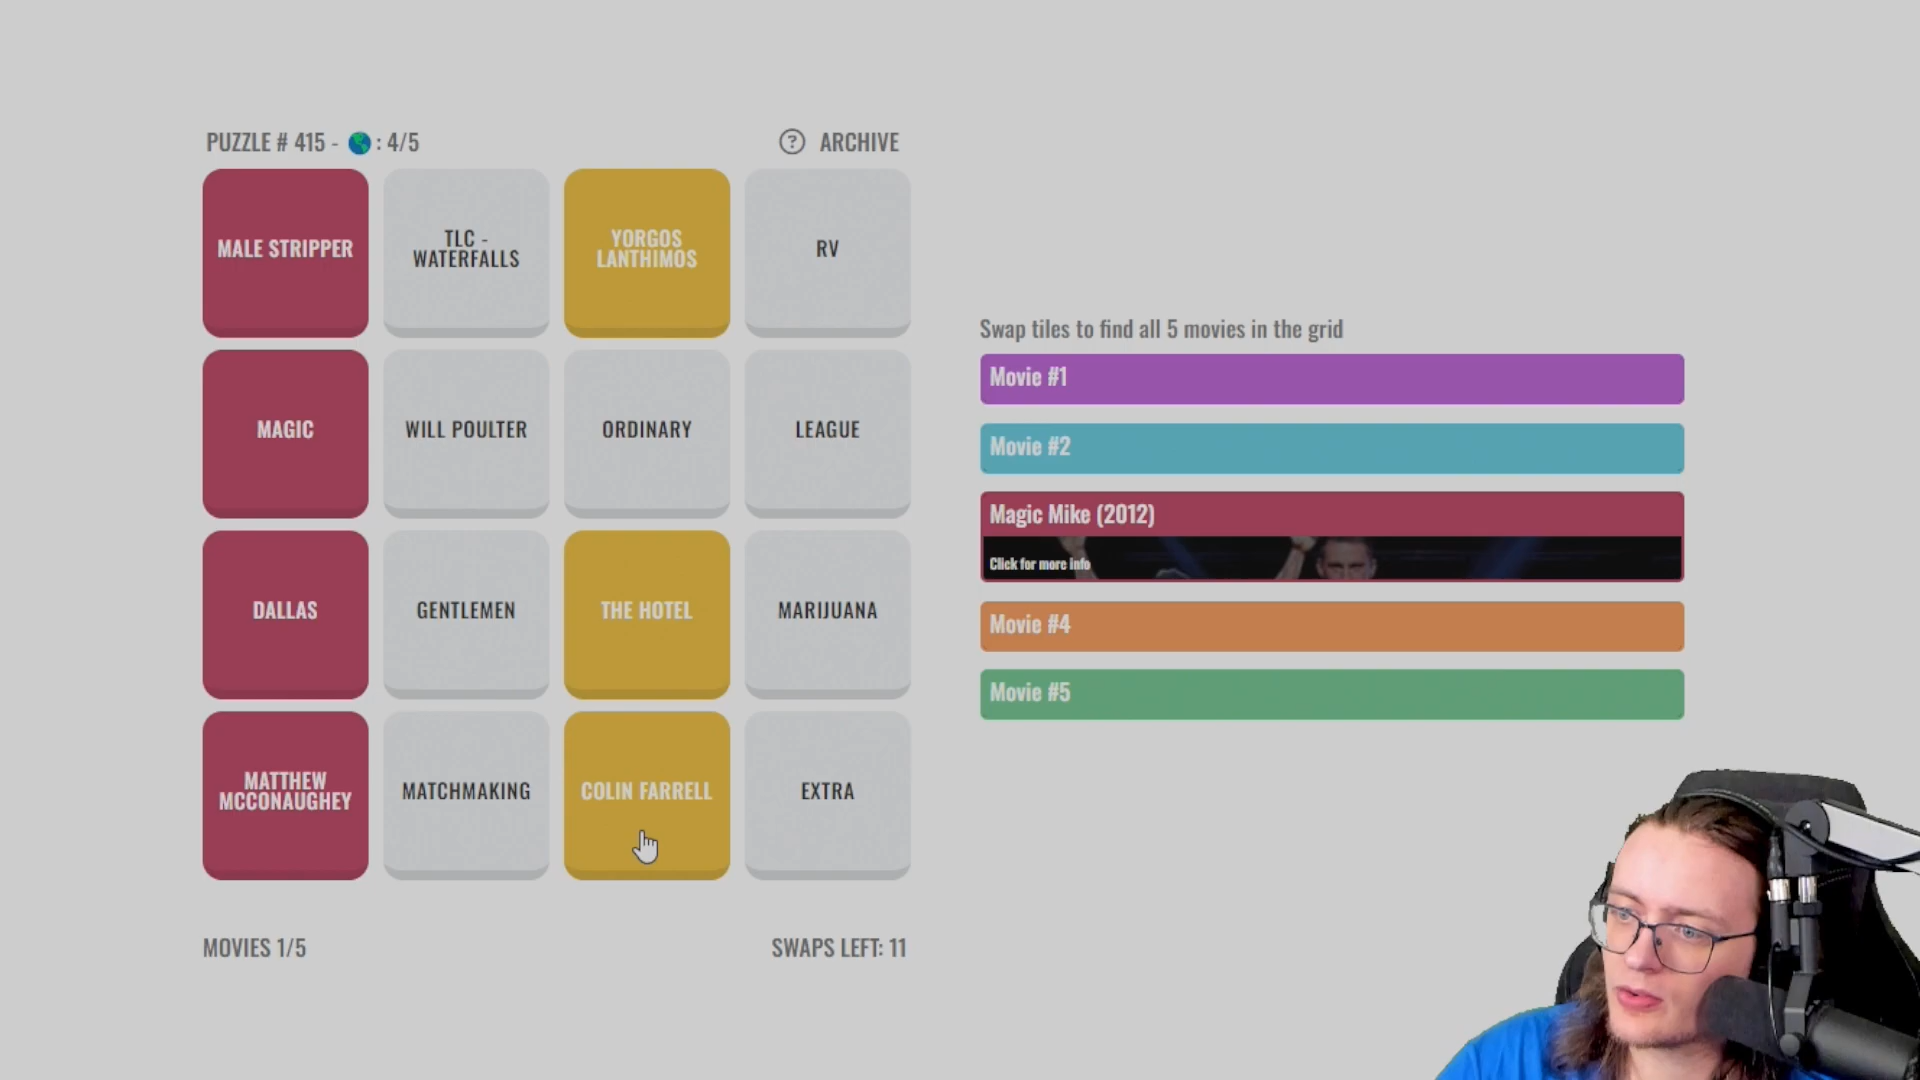 PUZZLE # 415 - 🌎 : 4/5
? ARCHIVE
MALE STRIPPER
TLC -
WATERFALLS
YORGOS
LANTHIMOS
RV
MAGIC
WILL POULTER
ORDINARY
LEAGUE
DALLAS
GENTLEMEN
THE HOTEL
MARIJUANA
MATTHEW
MCCONAUGHEY
MATCHMAKING
COLIN FARRELL
EXTRA
MOVIES 1/5
SWAPS LEFT: 11
Swap tiles to find all 5 movies in the grid
Movie #1
Movie #2
Magic Mike (2012)
Click for more info
Movie #4
Movie #5